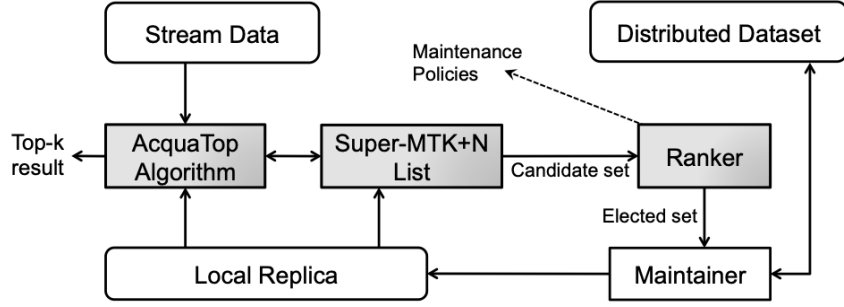 Stream Data
Distributed Dataset
Maintenance
Policies
Top-k
result
AcquaTop
Algorithm
Super-MTK+N
List
Candidate set
Ranker
Elected set
Local Replica
Maintainer